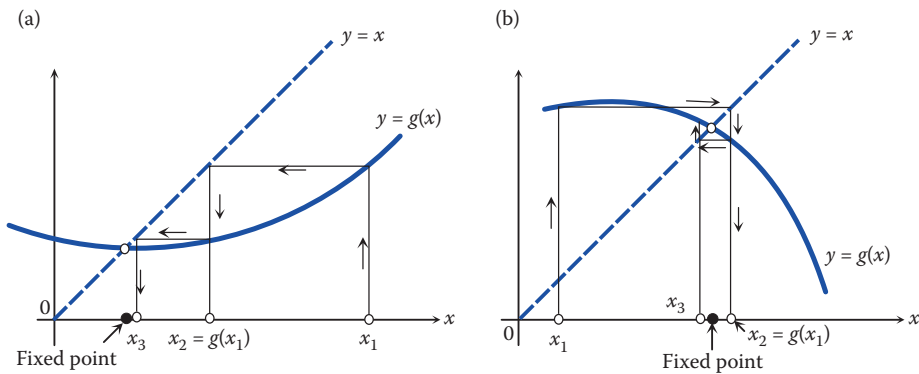 (a)
y = x
y = g(x)
0
x
x₃
x₂ = g(x₁)
x₁
Fixed point
(b)
y = x
y = g(x)
x₃
0
x
x₁
x₂ = g(x₁)
Fixed point